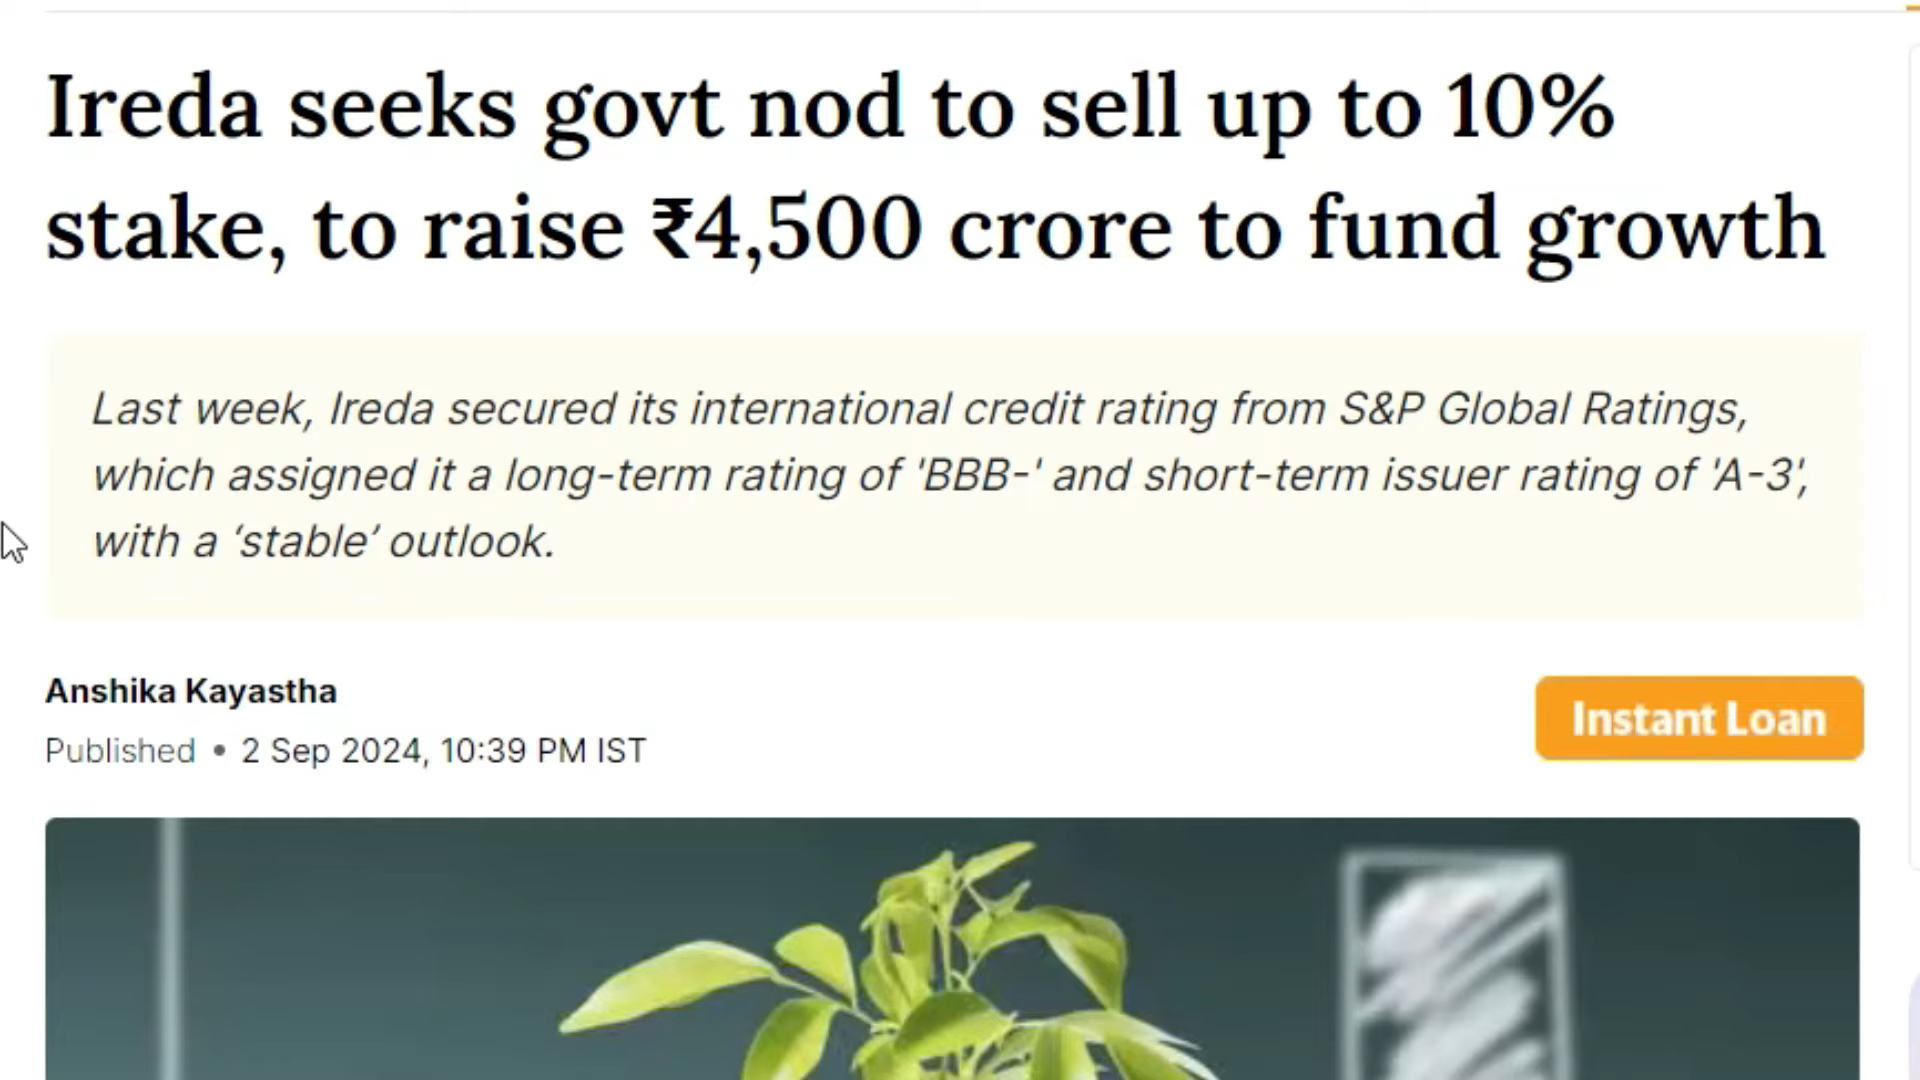 Ireda seeks govt nod to sell up to 10%
stake, to raise ₹4,500 crore to fund growth
Last week, Ireda secured its international credit rating from S&P Global Ratings,
which assigned it a long-term rating of 'BBB-' and short-term issuer rating of 'A-3',
with a ‘stable’ outlook.
Anshika Kayastha
Published • 2 Sep 2024, 10:39 PM IST
Instant Loan